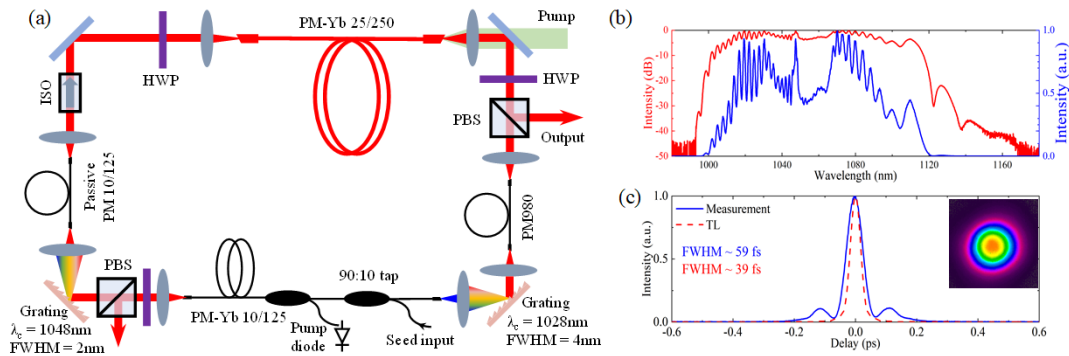 (a)
PM-Yb 25/250
Pump
HWP
HWP
ISO
PBS
Output
Passive
PM 10/125
PM980
PBS
90:10 tap
Grating
λc = 1048nm
FWHM = 2nm
PM-Yb 10/125
Pump
diode
Seed input
Grating
λc = 1028nm
FWHM = 4nm
(b)
Intensity (dB)
0
-10
-20
-30
-40
-50
1000
1040
1080
1120
1160
Wavelength (nm)
1.0
0.5
0.0
Intensity (a.u.)
(c)
Intensity (a.u.)
1.0
0.5
0.0
Measurement
TL
FWHM ~ 59 fs
FWHM ~ 39 fs
-0.6
-0.4
-0.2
0.0
0.2
0.4
0.6
Delay (ps)